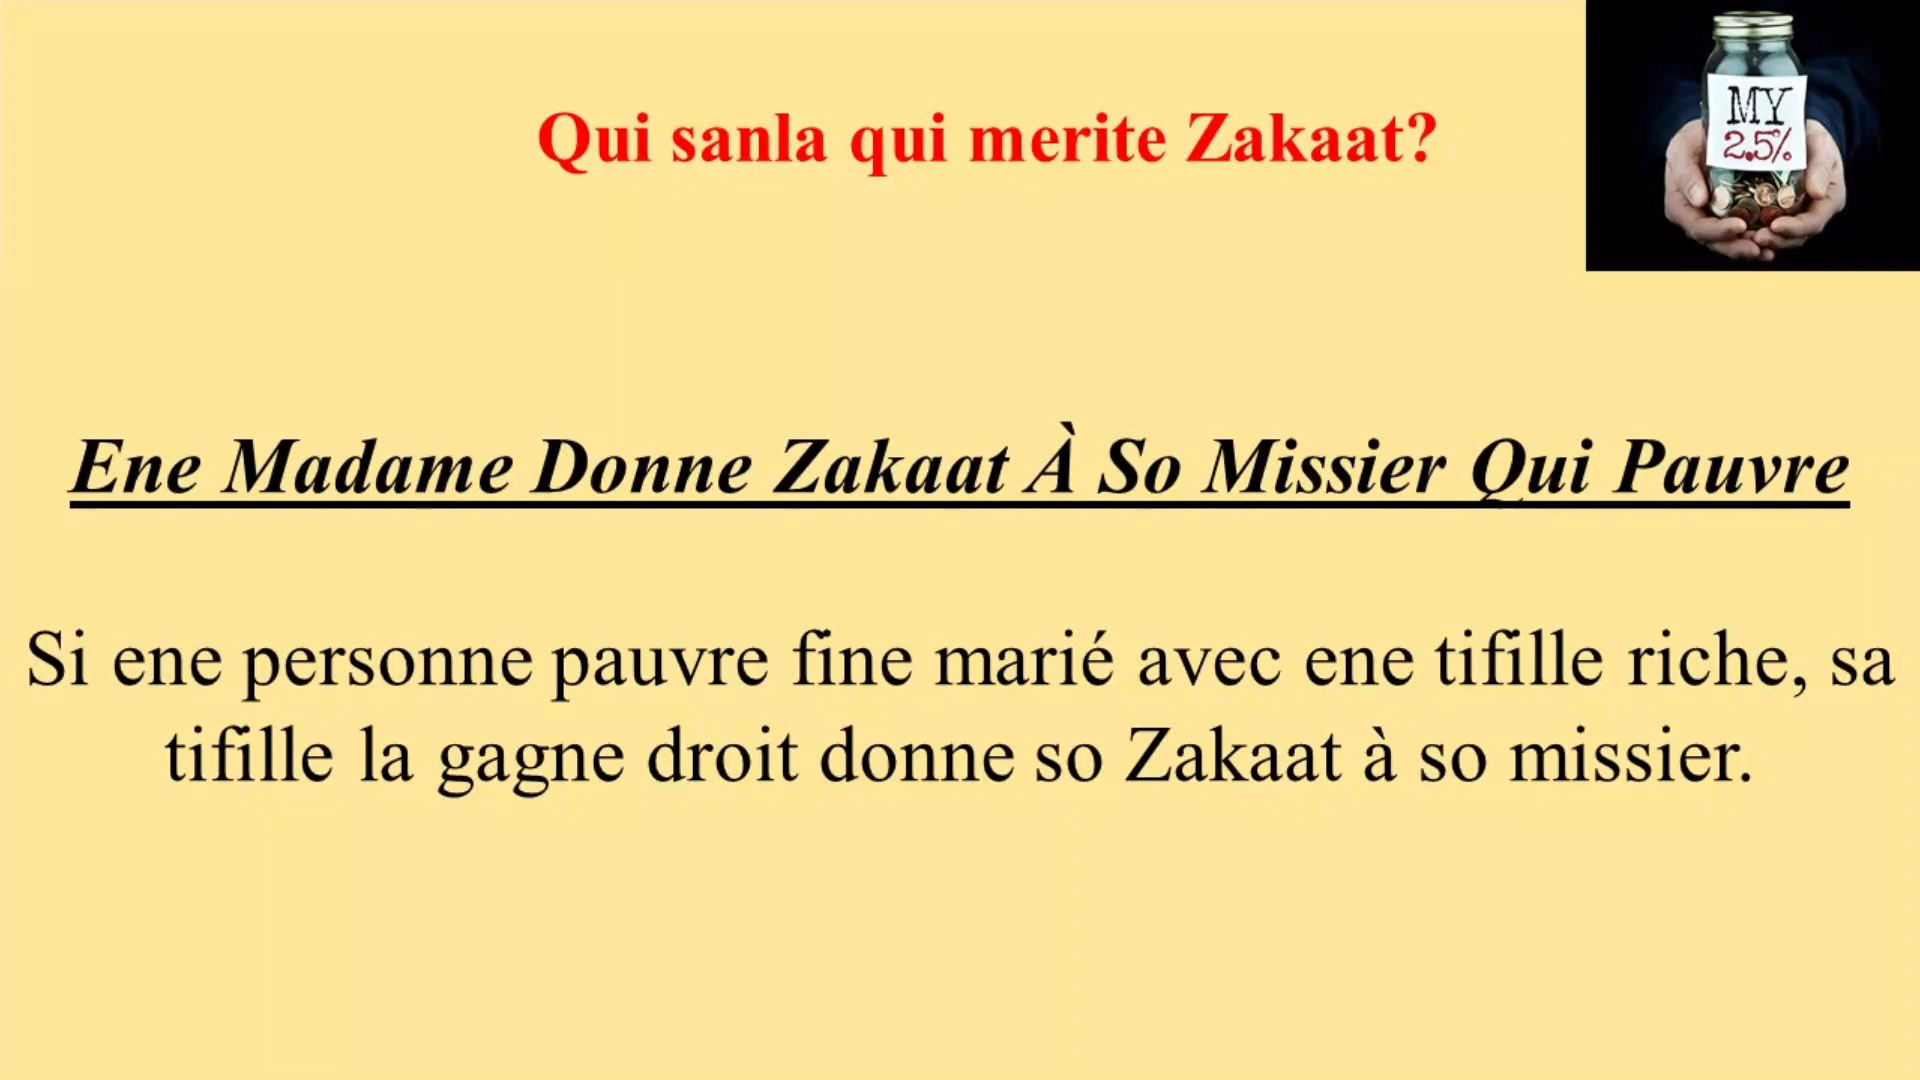 Qui sanla qui merite Zakaat?
MY
2.5%
Ene Madame Donne Zakaat À So Missier Qui Pauvre
Si ene personne pauvre fine marié avec ene tifille riche, sa
tifille la gagne droit donne so Zakaat à so missier.